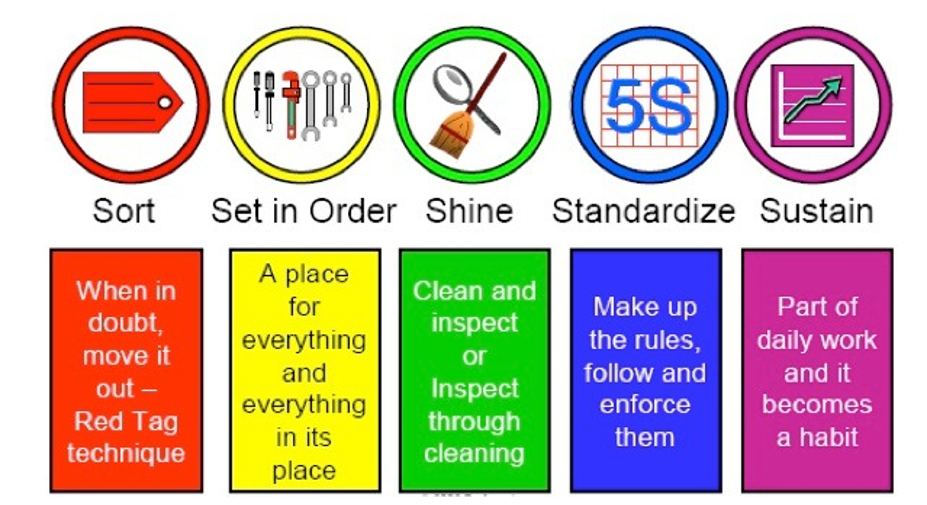 5S
Sort
Set in Order
Shine
Standardize
Sustain
When in
doubt,
move it
out –
Red Tag
technique
A place
for
everything
and
everything
in its
place
Clean and
inspect
or
Inspect
through
cleaning
Make up
the rules,
follow and
enforce
them
Part of
daily work
and it
becomes
a habit